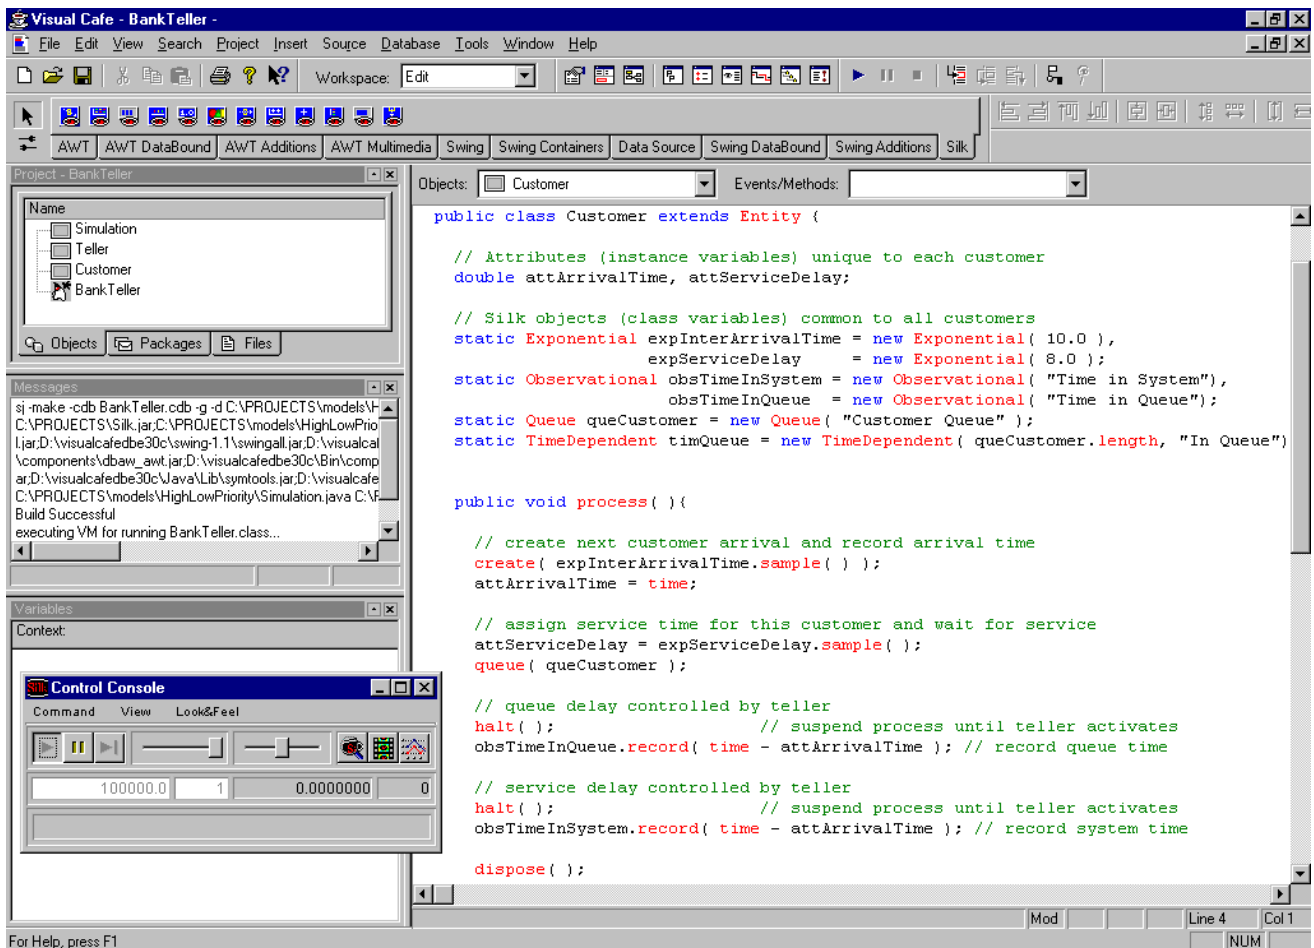 Visual Cafe - BankTeller -
File Edit View Search Project Insert Source Database Tools Window Help
Workspace: Edit
AWT AWT DataBound AWT Additions AWT Multimedia Swing Swing Containers Data Source Swing DataBound Swing Additions Silk
Project - BankTeller
Name
Simulation
Teller
Customer
BankTeller
Objects Packages Files
Messages
sj -make -cdb BankTeller.cdb -g -d C:\PROJECTS\models\H
C:\PROJECTS\Silk.jar;C:\PROJECTS\models\HighLowPrio
l.jar;D:\visualcafedbe30c\swing-1.1\swingall.jar;D:\visualcaf
\components\dbaw_awt.jar;D:\visualcafedbe30c\Bin\comp
ar;D:\visualcafedbe30c\Java\Lib\symtools.jar;D:\visualcafe
C:\PROJECTS\models\HighLowPriority\Simulation.java C:\F
Build Successful
executing VM for running BankTeller.class...
Variables
Context:
Silk Control Console
Command View Look&Feel
100000.0 1 0.0000000 0
Objects: Customer Events/Methods:
public class Customer extends Entity {
// Attributes (instance variables) unique to each customer
double attArrivalTime, attServiceDelay;
// Silk objects (class variables) common to all customers
static Exponential expInterArrivalTime = new Exponential( 10.0 ),
expServiceDelay = new Exponential( 8.0 );
static Observational obsTimeInSystem = new Observational( "Time in System"),
obsTimeInQueue = new Observational( "Time in Queue");
static Queue queCustomer = new Queue( "Customer Queue" );
static TimeDependent timQueue = new TimeDependent( queCustomer.length, "In Queue")
public void process( ){
// create next customer arrival and record arrival time
create( expInterArrivalTime.sample( ) );
attArrivalTime = time;
// assign service time for this customer and wait for service
attServiceDelay = expServiceDelay.sample( );
queue( queCustomer );
// queue delay controlled by teller
halt( ); // suspend process until teller activates
obsTimeInQueue.record( time - attArrivalTime ); // record queue time
// service delay controlled by teller
halt( ); // suspend process until teller activates
obsTimeInSystem.record( time - attArrivalTime ); // record system time
dispose( );
Mod Line 4 Col 1
For Help, press F1 NUM